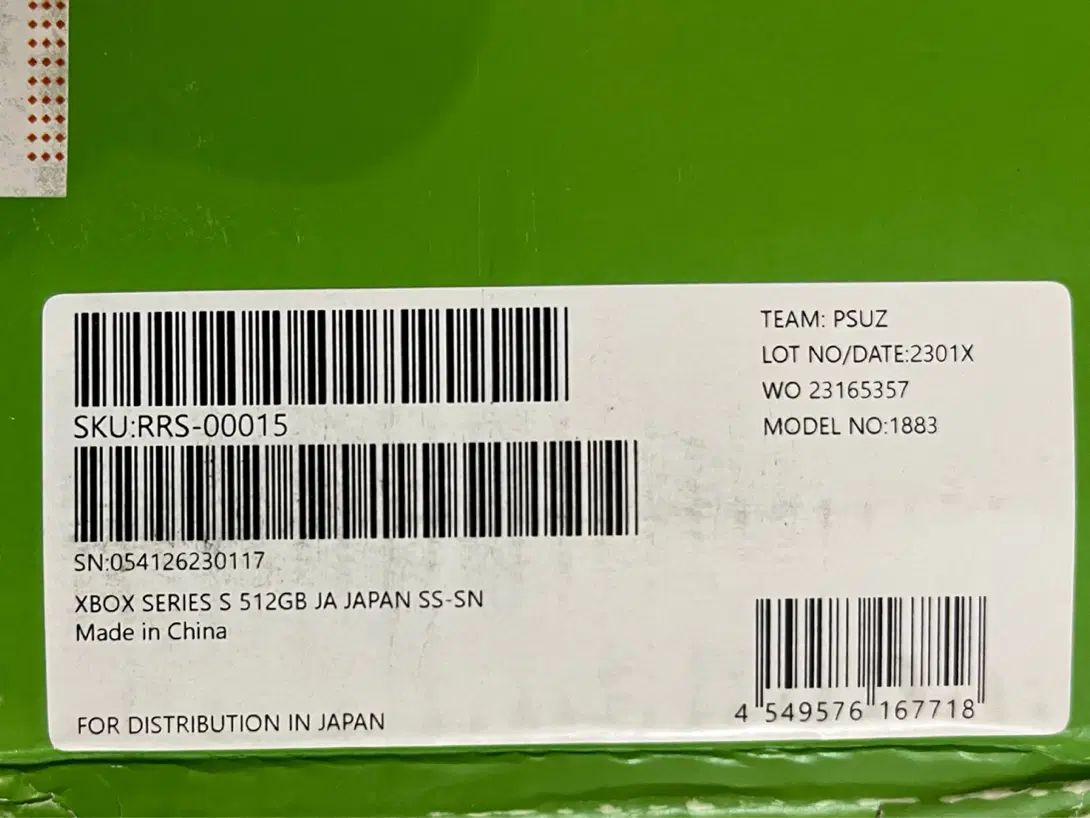 SKU:RRS-00015
SN:054126230117
XBOX SERIES S 512GB JA JAPAN SS-SN
Made in China
FOR DISTRIBUTION IN JAPAN
TEAM: PSUZ
LOT NO/DATE:2301X
WO 23165357
MODEL NO:1883
4 549576 167718